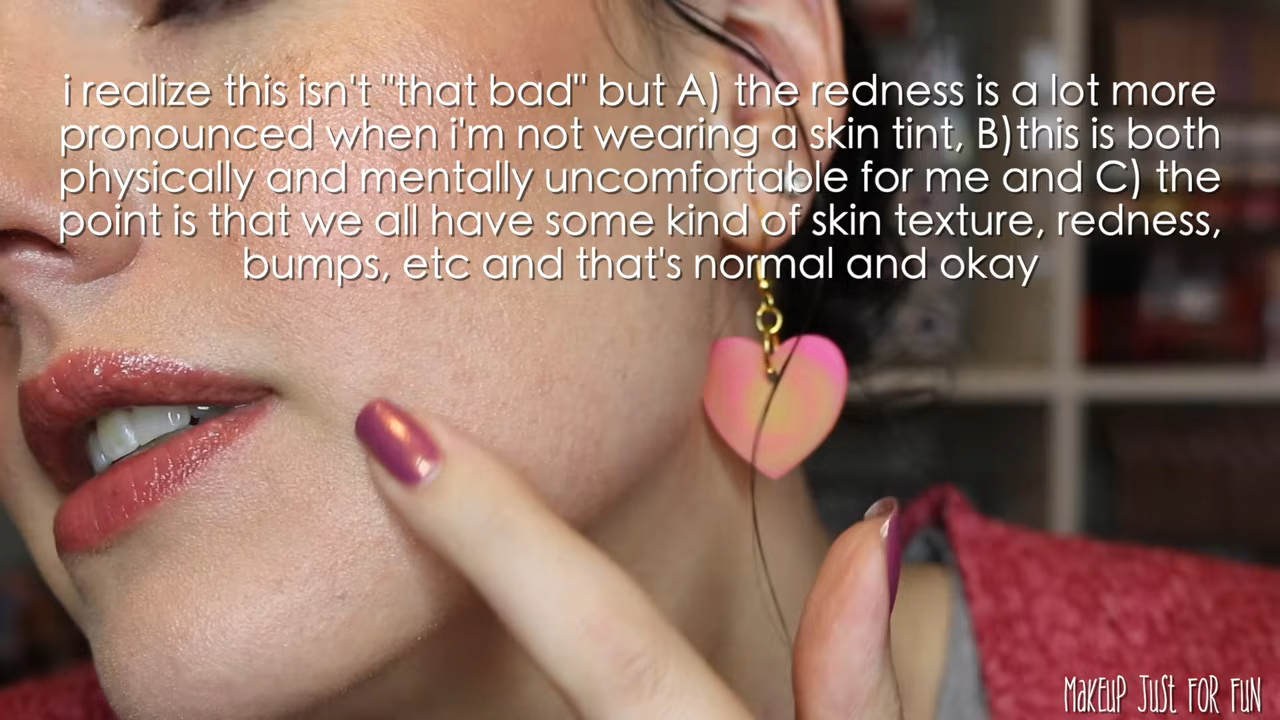 i realize this isn't "that bad" but A) the redness is a lot more
pronounced when i'm not wearing a skin tint, B)this is both
physically and mentally uncomfortable for me and C) the
point is that we all have some kind of skin texture, redness,
bumps, etc and that's normal and okay
MAKEUP JUST FOR FUN